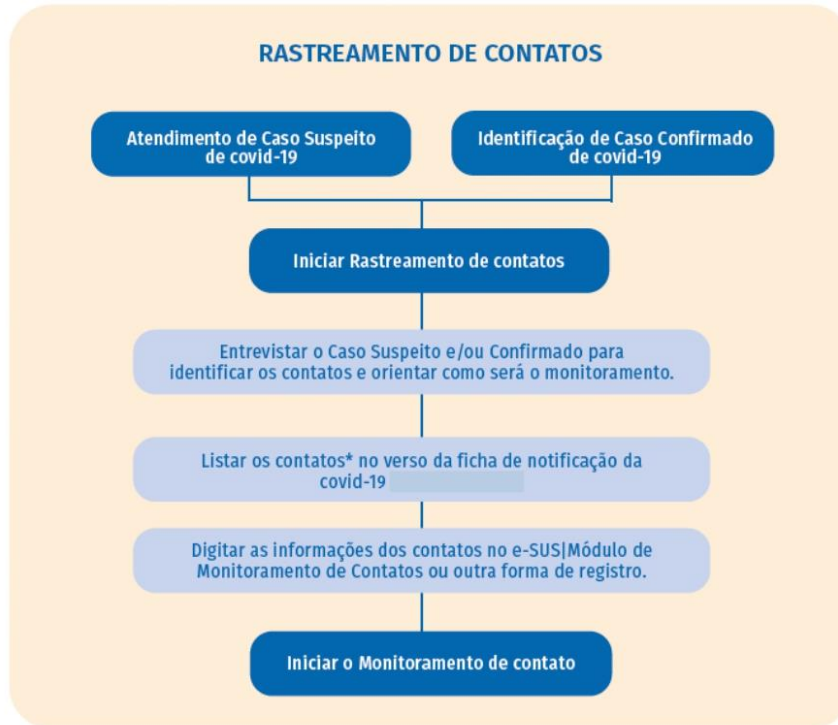 RASTREAMENTO DE CONTATOS
Atendimento de Caso Suspeito
de covid-19
Identificação de Caso Confirmado
de covid-19
Iniciar Rastreamento de contatos
Entrevistar o Caso Suspeito e/ou Confirmado para
identificar os contatos e orientar como será o monitoramento.
Listar os contatos* no verso da ficha de notificação da
covid-19
Digitar as informações dos contatos no e-SUS|Módulo de
Monitoramento de Contatos ou outra forma de registro.
Iniciar o Monitoramento de contato